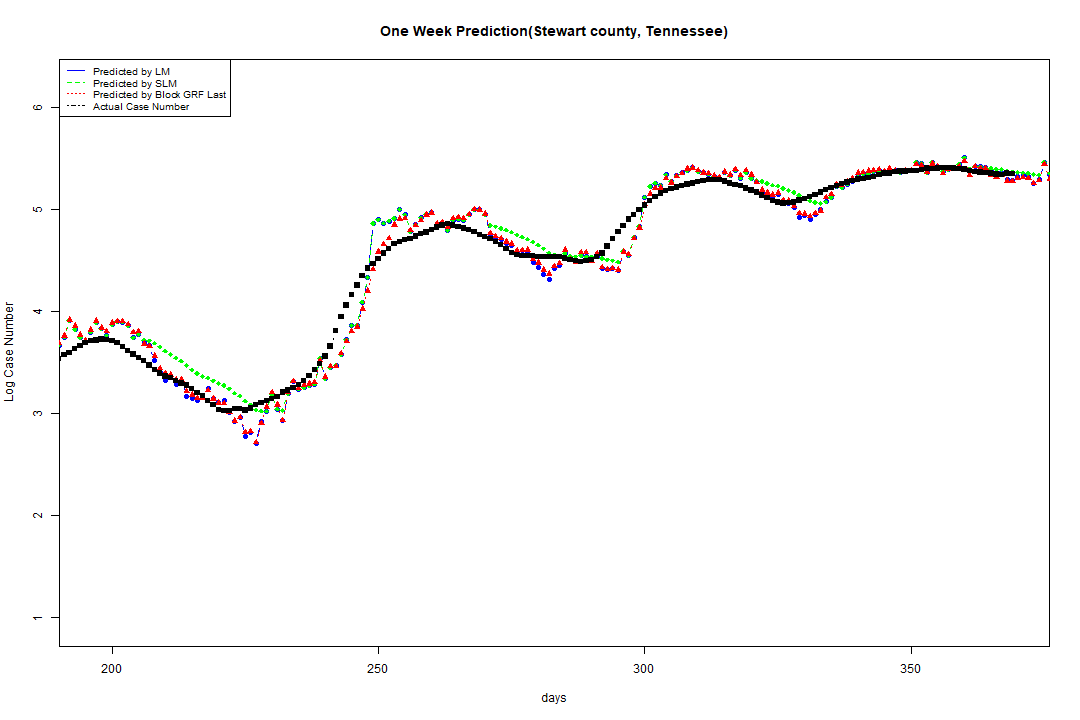 One Week Prediction(Stewart county, Tennessee)
Predicted by LM
Predicted by SLM
Predicted by Block GRF Last
Actual Case Number
6
5
4
3
2
1
Log Case Number
200 250 300 350
days